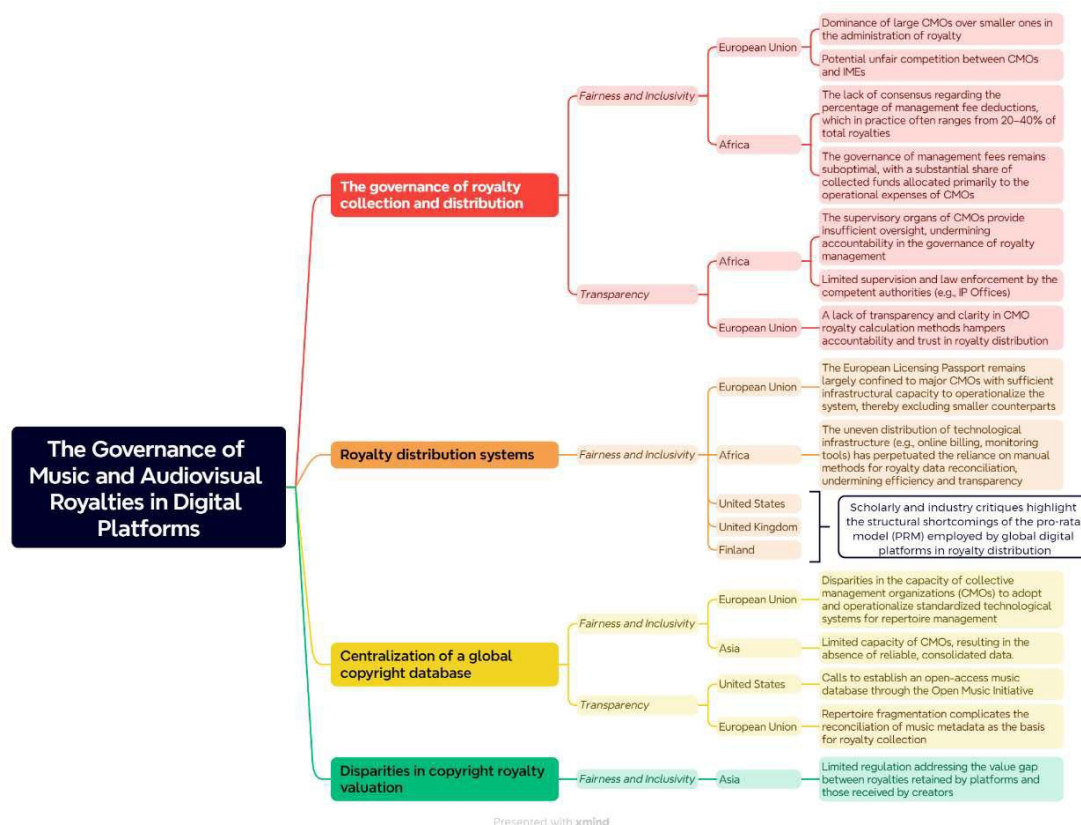 The Governance of
Music and Audiovisual
Royalties in Digital
Platforms
The governance of royalty
collection and distribution
Fairness and Inclusivity
European Union
Dominance of large CMOs over smaller ones in
the administration of royalty
Potential unfair competition between CMOs
and IMEs
Africa
The lack of consensus regarding the
percentage of management fee deductions,
which in practice often ranges from 20–40% of
total royalties
The governance of management fees remains
suboptimal, with a substantial share of
collected funds allocated primarily to the
operational expenses of CMOs
Transparency
Africa
The supervisory organs of CMOs provide
insufficient oversight, undermining
accountability in the governance of royalty
management
Limited supervision and law enforcement by the
competent authorities (e.g., IP Offices)
European Union
A lack of transparency and clarity in CMO
royalty calculation methods hampers
accountability and trust in royalty distribution
Royalty distribution systems
Fairness and Inclusivity
European Union
The European Licensing Passport remains
largely confined to major CMOs with sufficient
infrastructural capacity to operationalize the
system, thereby excluding smaller counterparts
Africa
The uneven distribution of technological
infrastructure (e.g., online billing, monitoring
tools) has perpetuated the reliance on manual
methods for royalty data reconciliation,
undermining efficiency and transparency
United States
United Kingdom
Finland
Scholarly and industry critiques highlight
the structural shortcomings of the pro-rata
model (PRM) employed by global digital
platforms in royalty distribution
Centralization of a global
copyright database
Fairness and Inclusivity
European Union
Disparities in the capacity of collective
management organizations (CMOs) to adopt
and operationalize standardized technological
systems for repertoire management
Asia
Limited capacity of CMOs, resulting in the
absence of reliable, consolidated data.
Transparency
United States
Calls to establish an open-access music
database through the Open Music Initiative
European Union
Repertoire fragmentation complicates the
reconciliation of music metadata as the basis
for royalty collection
Disparities in copyright royalty
valuation
Fairness and Inclusivity
Asia
Limited regulation addressing the value gap
between royalties retained by platforms and
those received by creators
Presented with xmind